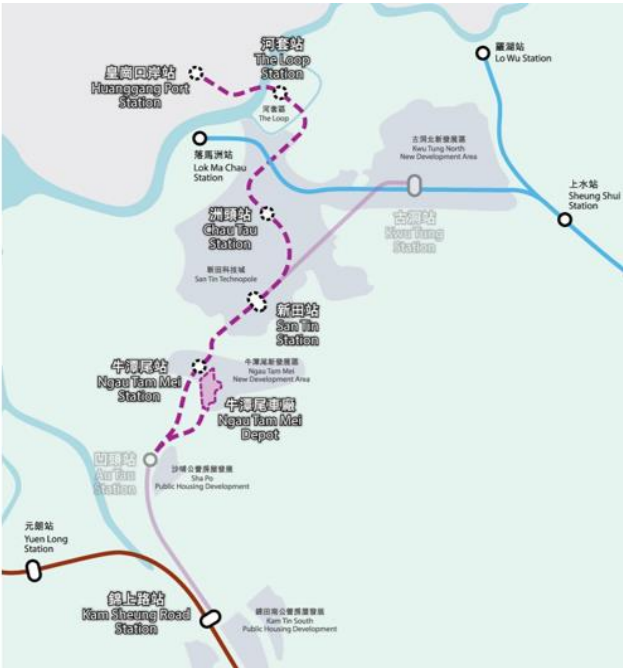 河套站
The Loop
Station
皇崗口岸站
Huanggang Port
Station
羅湖站
Lo Wu Station
河套區
The Loop
落馬洲站
Lok Ma Chau
Station
古洞北新發展區
Kwu Tung North
New Development Area
上水站
Sheung Shui
Station
洲頭站
Chau Tau
Station
古洞站
Kwu Tung
Station
新田科技城
San Tin Technopole
新田站
San Tin
Station
牛潭尾站
Ngau Tam Mei
Station
牛潭尾新發展區
Ngau Tam Mei
New Development Area
牛潭尾車廠
Ngau Tam Mei
Depot
凹頭站
Au Tau
Station
沙埔公營房屋發展
Sha Po
Public Housing Development
元朗站
Yuen Long
Station
錦上路站
Kam Sheung Road
Station
錦田南公營房屋發展
Kam Tin South
Public Housing Development